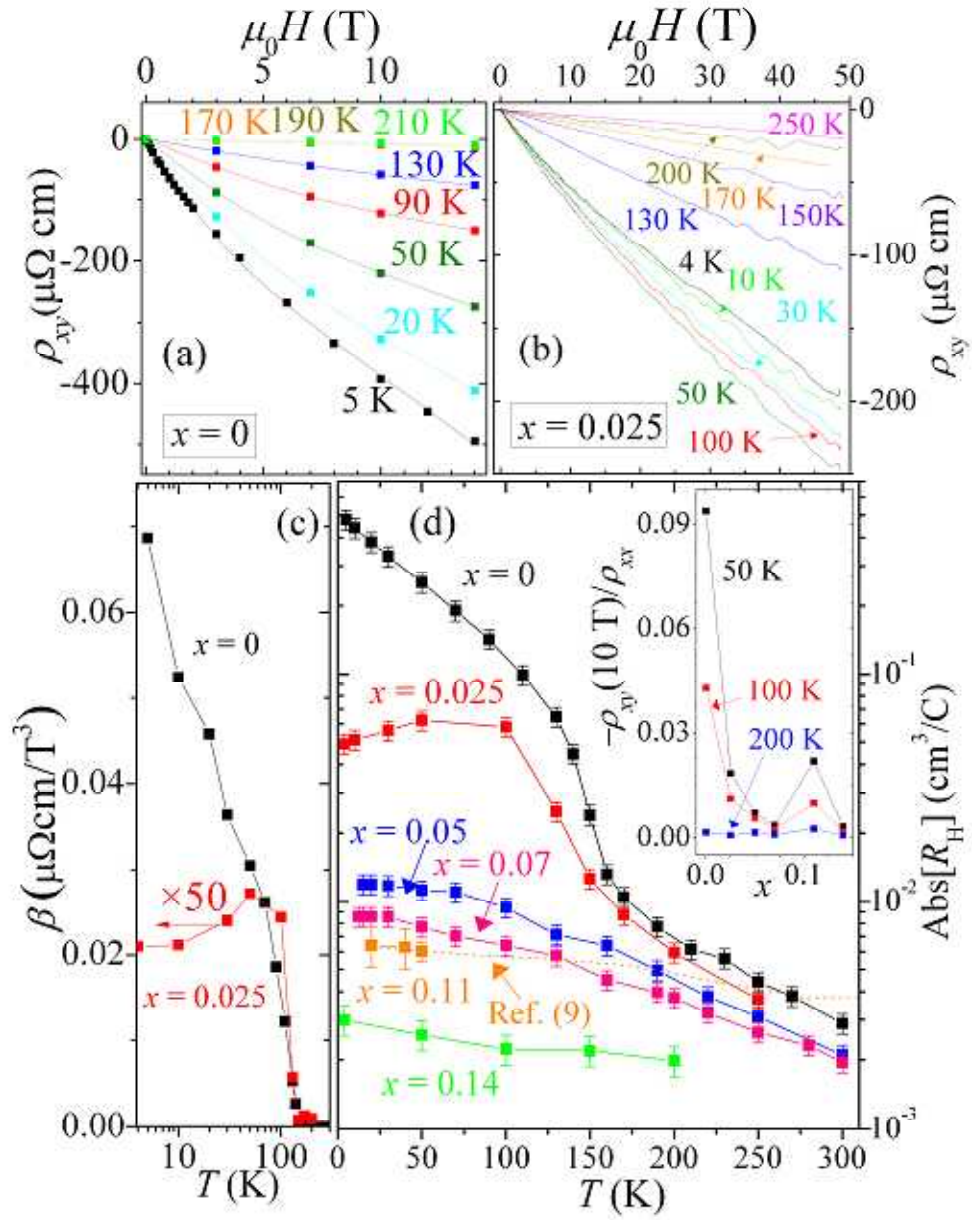 μ₀H (T)
0 5 10
μ₀H (T)
0 10 20 30 40 50
0
-200
-400
ρxy(μΩ cm)
170 K
190 K
210 K
130 K
90 K
50 K
20 K
5 K
(a)
x = 0
250 K
200 K
170 K
150K
130 K
4 K
10 K
30 K
50 K
100 K
(b)
x = 0.025
0
-100
-200
ρxy (μΩ cm)
(c)
x = 0
×50
x = 0.025
0.06
0.04
0.02
0.00
β (μΩcm/T³)
10 100
T (K)
(d)
x = 0
x = 0.025
x = 0.05
x = 0.07
x = 0.11
Ref. (9)
x = 0.14
0.09
0.06
0.03
0.00
-ρxy(10 T)/ρxx
50 K
100 K
200 K
0.0 x 0.1
10⁻¹
10⁻²
10⁻³
Abs[RH] (cm³/C)
0 50 100 150 200 250 300
T (K)